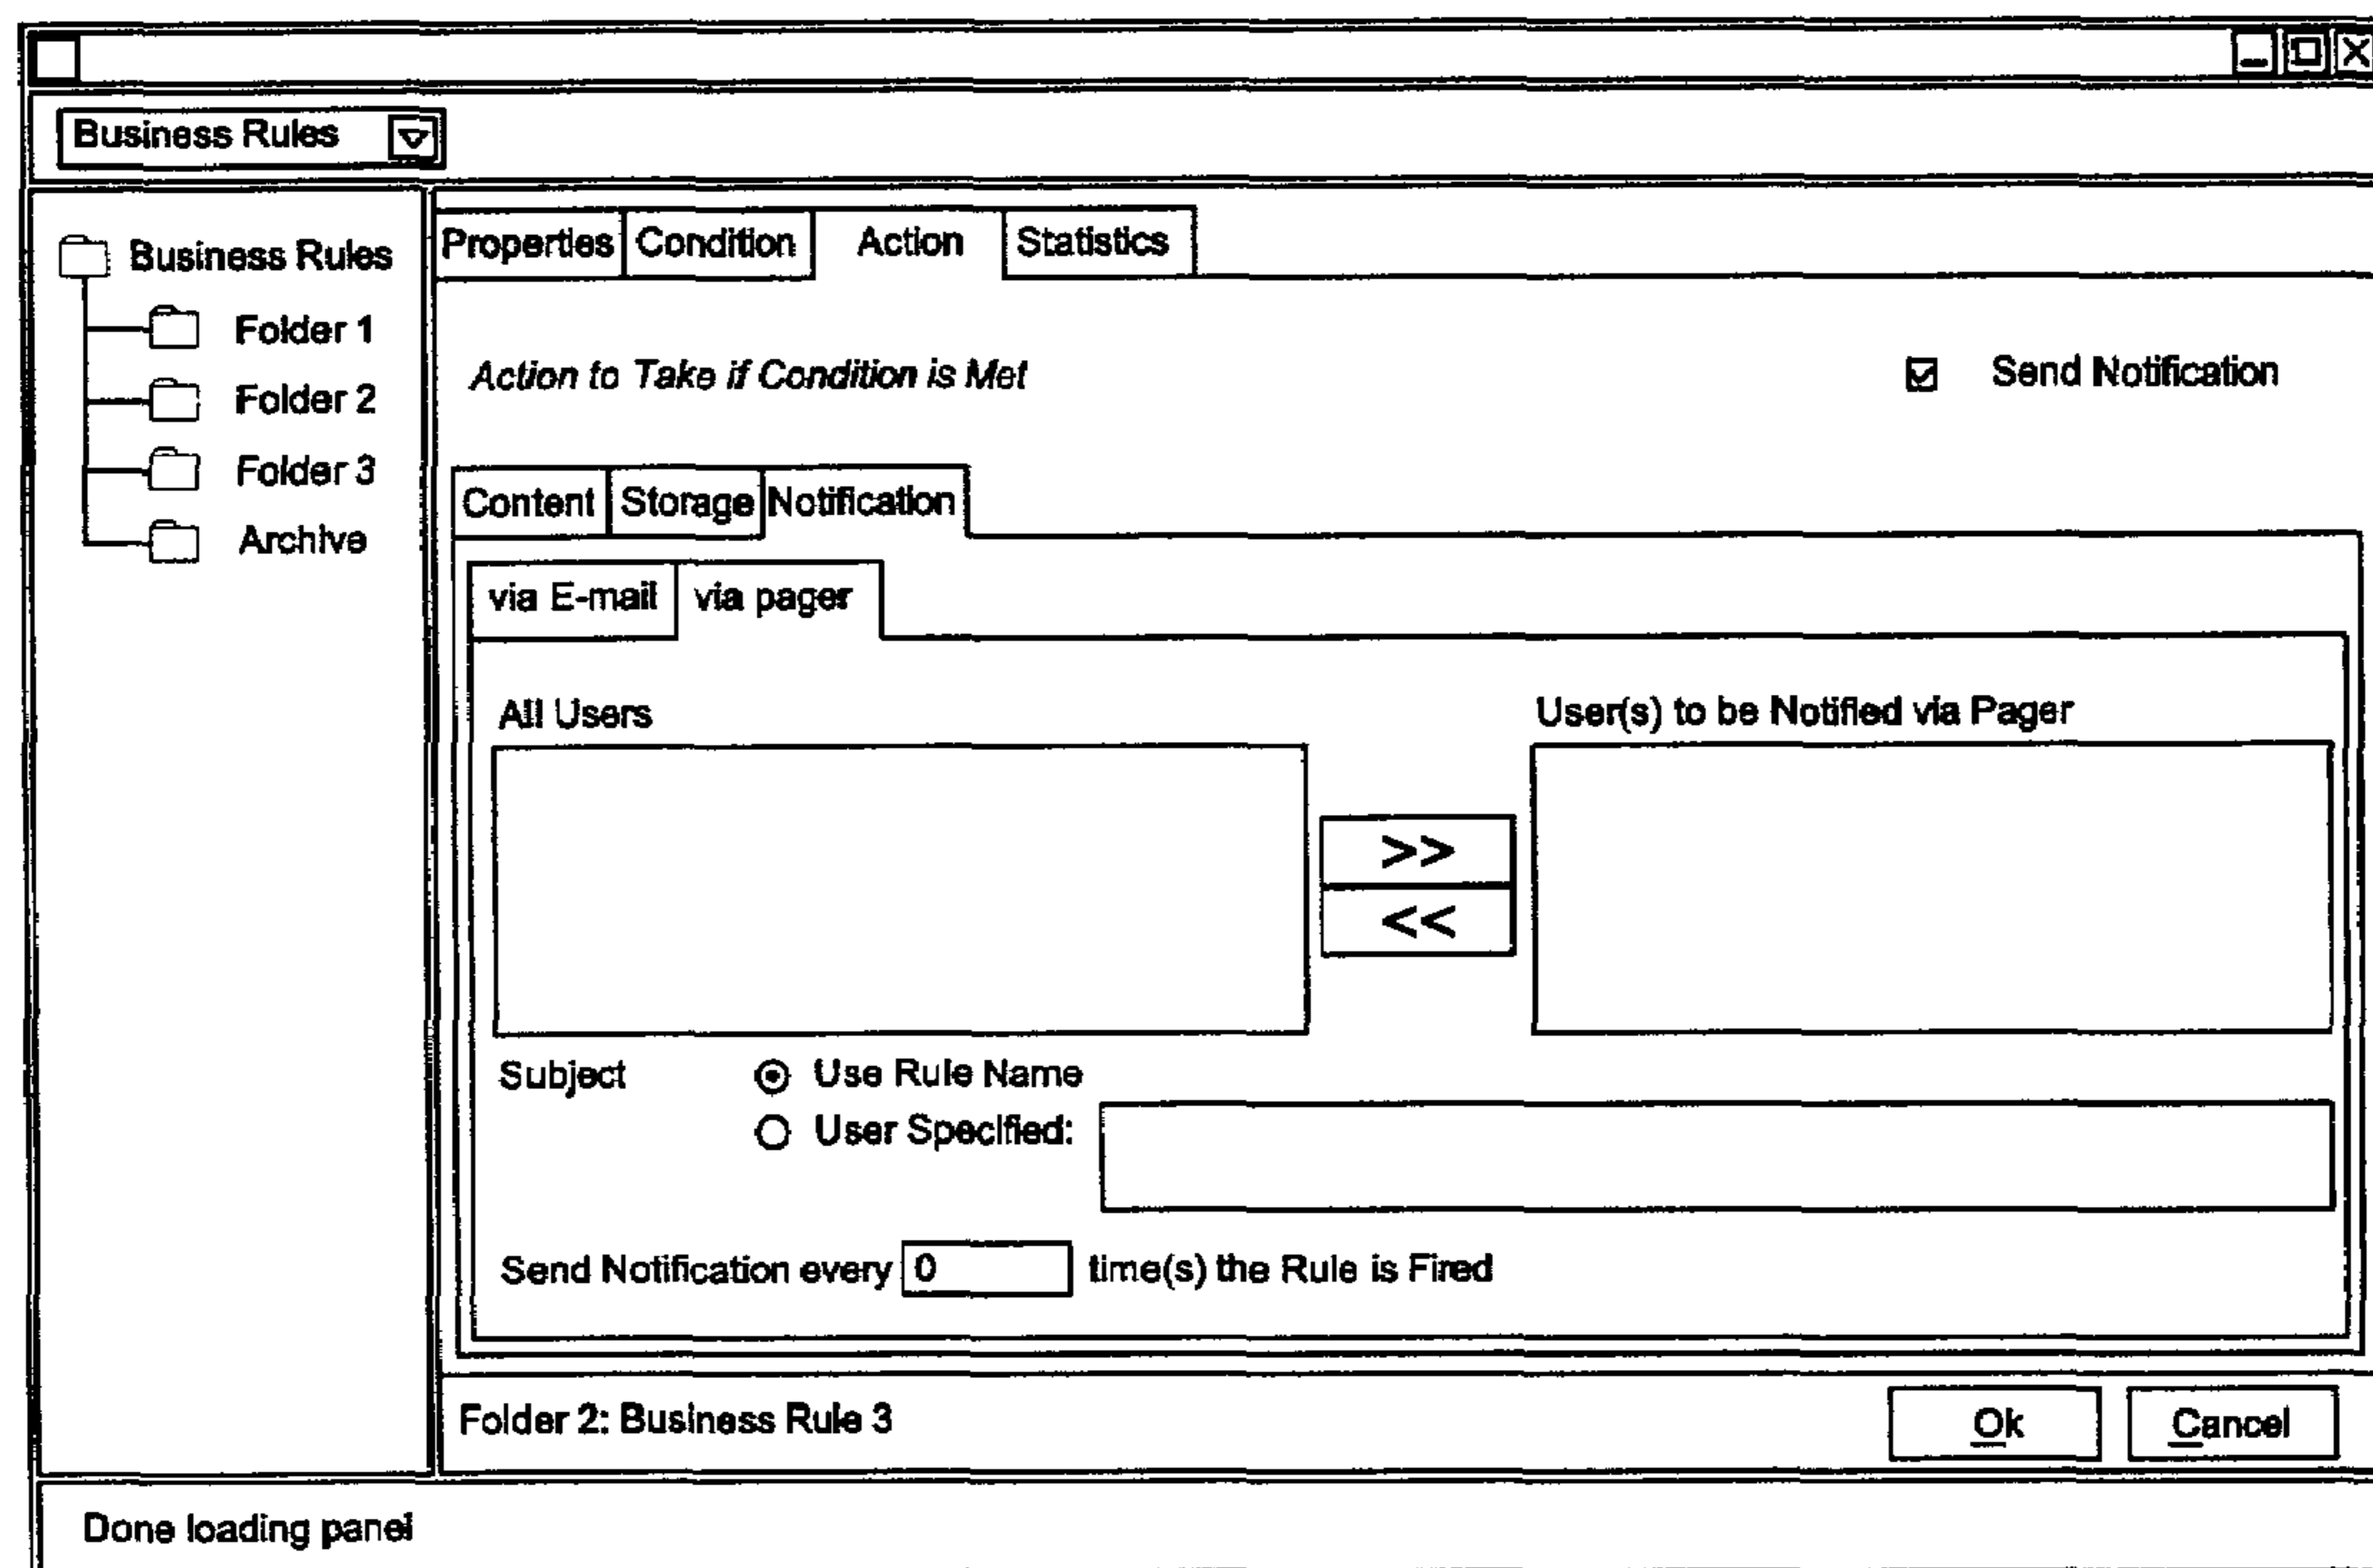 Business Rules
Business Rules
Folder 1
Folder 2
Folder 3
Archive
Properties Condition Action Statistics
Action to Take if Condition is Met
Send Notification
Content Storage Notification
via E-mail via pager
All Users
User(s) to be Notified via Pager
>>
<<
Subject
Use Rule Name
User Specified:
Send Notification every 0 time(s) the Rule is Fired
Folder 2: Business Rule 3
Ok
Cancel
Done loading panel